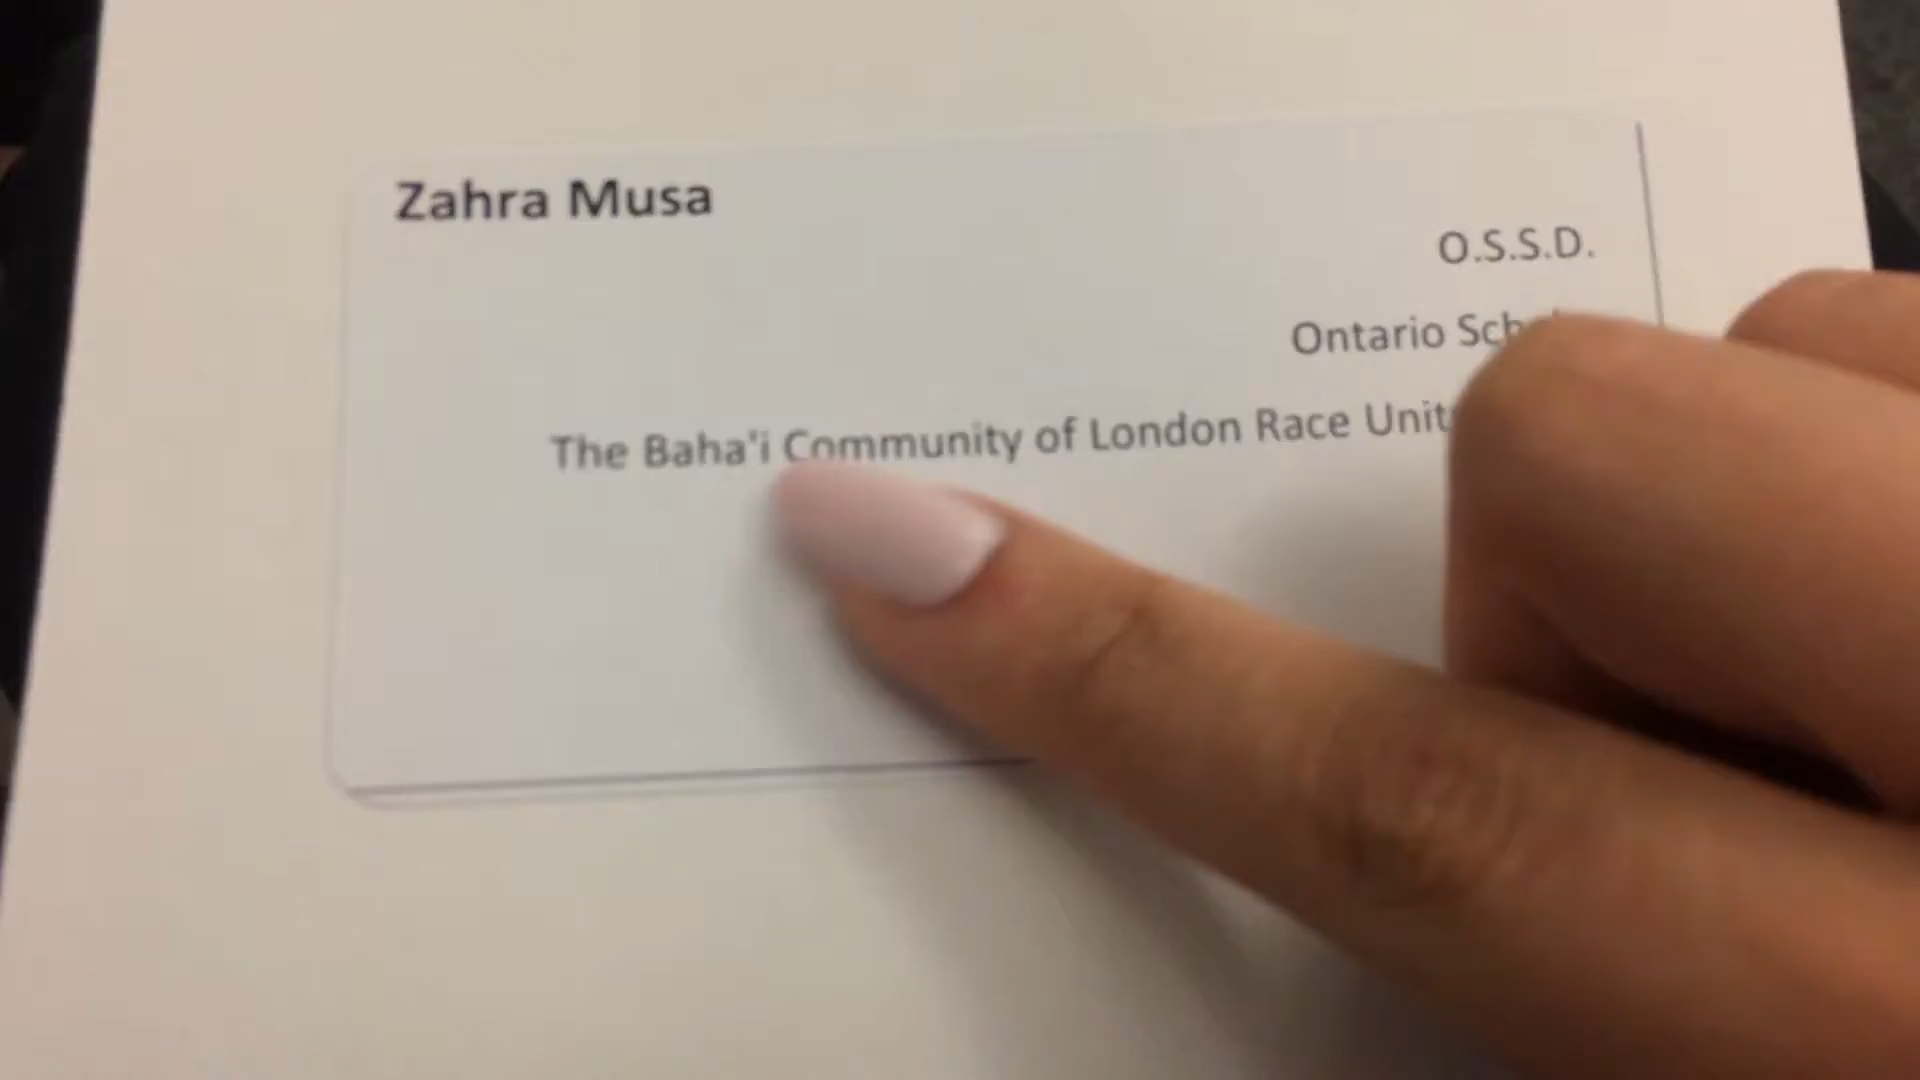 Zahra Musa
O.S.S.D.
Ontario
The Baha'i Community of London Race